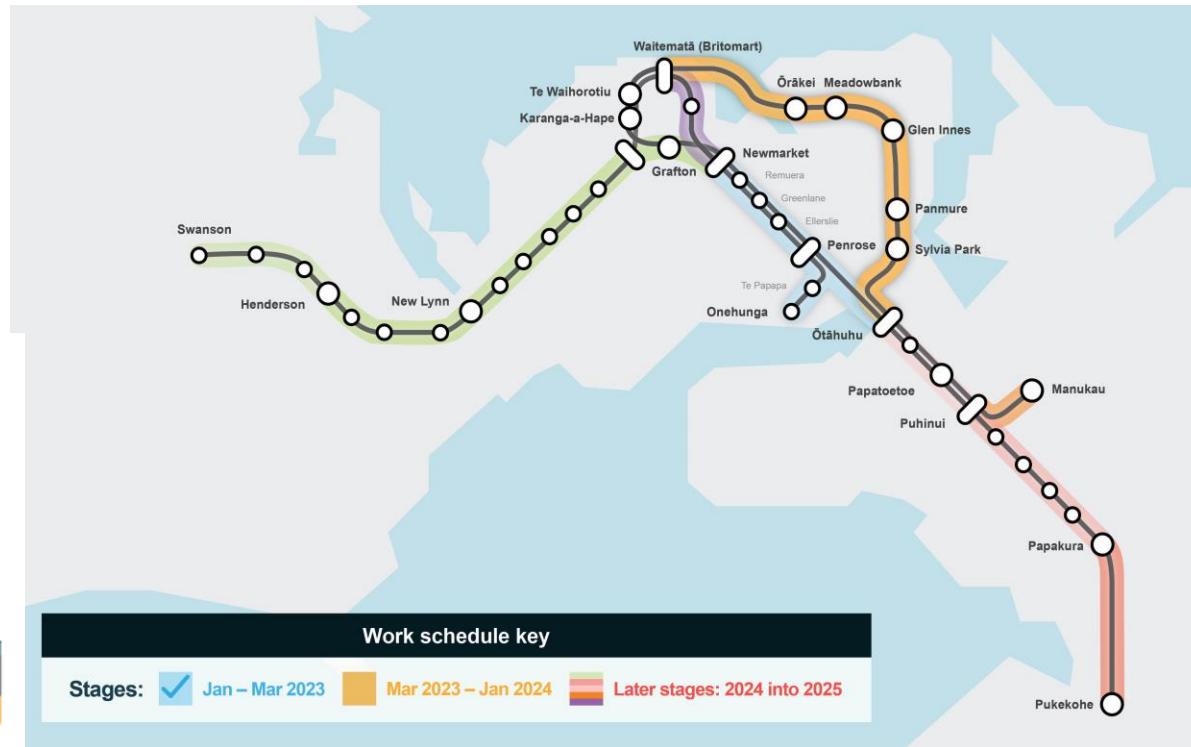 Waitematā (Britomart)
Te Waihorotiu
Karanga-a-Hape
Ōrākei
Meadowbank
Glen Innes
Grafton
Newmarket
Remuera
Greenlane
Ellerslie
Panmure
Swanson
Penrose
Sylvia Park
Henderson
New Lynn
Te Papapa
Onehunga
Ōtāhuhu
Papatoetoe
Manukau
Puhinui
Papakura
Pukekohe
Work schedule key
Stages: Jan – Mar 2023 Mar 2023 – Jan 2024 Later stages: 2024 into 2025